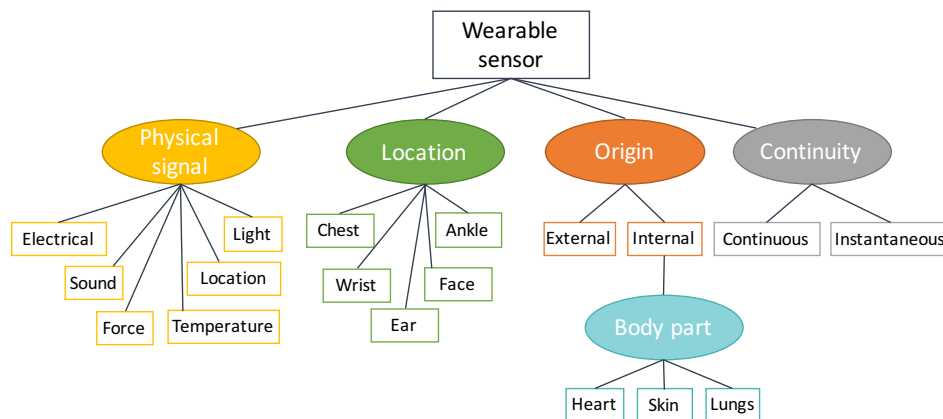 Wearable
sensor
Physical
signal
Location
Origin
Continuity
Electrical
Light
Sound
Location
Force
Temperature
Chest
Ankle
Wrist
Face
Ear
External
Internal
Continuous
Instantaneous
Body part
Heart
Skin
Lungs